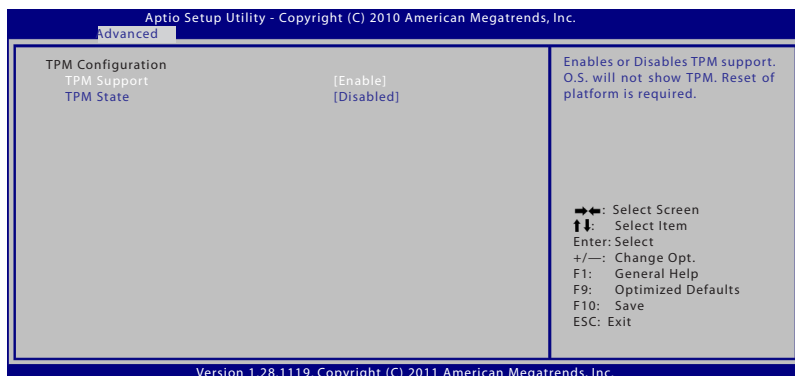 Aptio Setup Utility - Copyright (C) 2010 American Megatrends, Inc.
Advanced
TPM Configuration
TPM Support [Enable]
TPM State [Disabled]
Enables or Disables TPM support.
O.S. will not show TPM. Reset of
platform is required.
→←: Select Screen
↑↓: Select Item
Enter: Select
+/—: Change Opt.
F1: General Help
F9: Optimized Defaults
F10: Save
ESC: Exit
Version 1.28.1119. Copyright (C) 2011 American Megatrends, Inc.